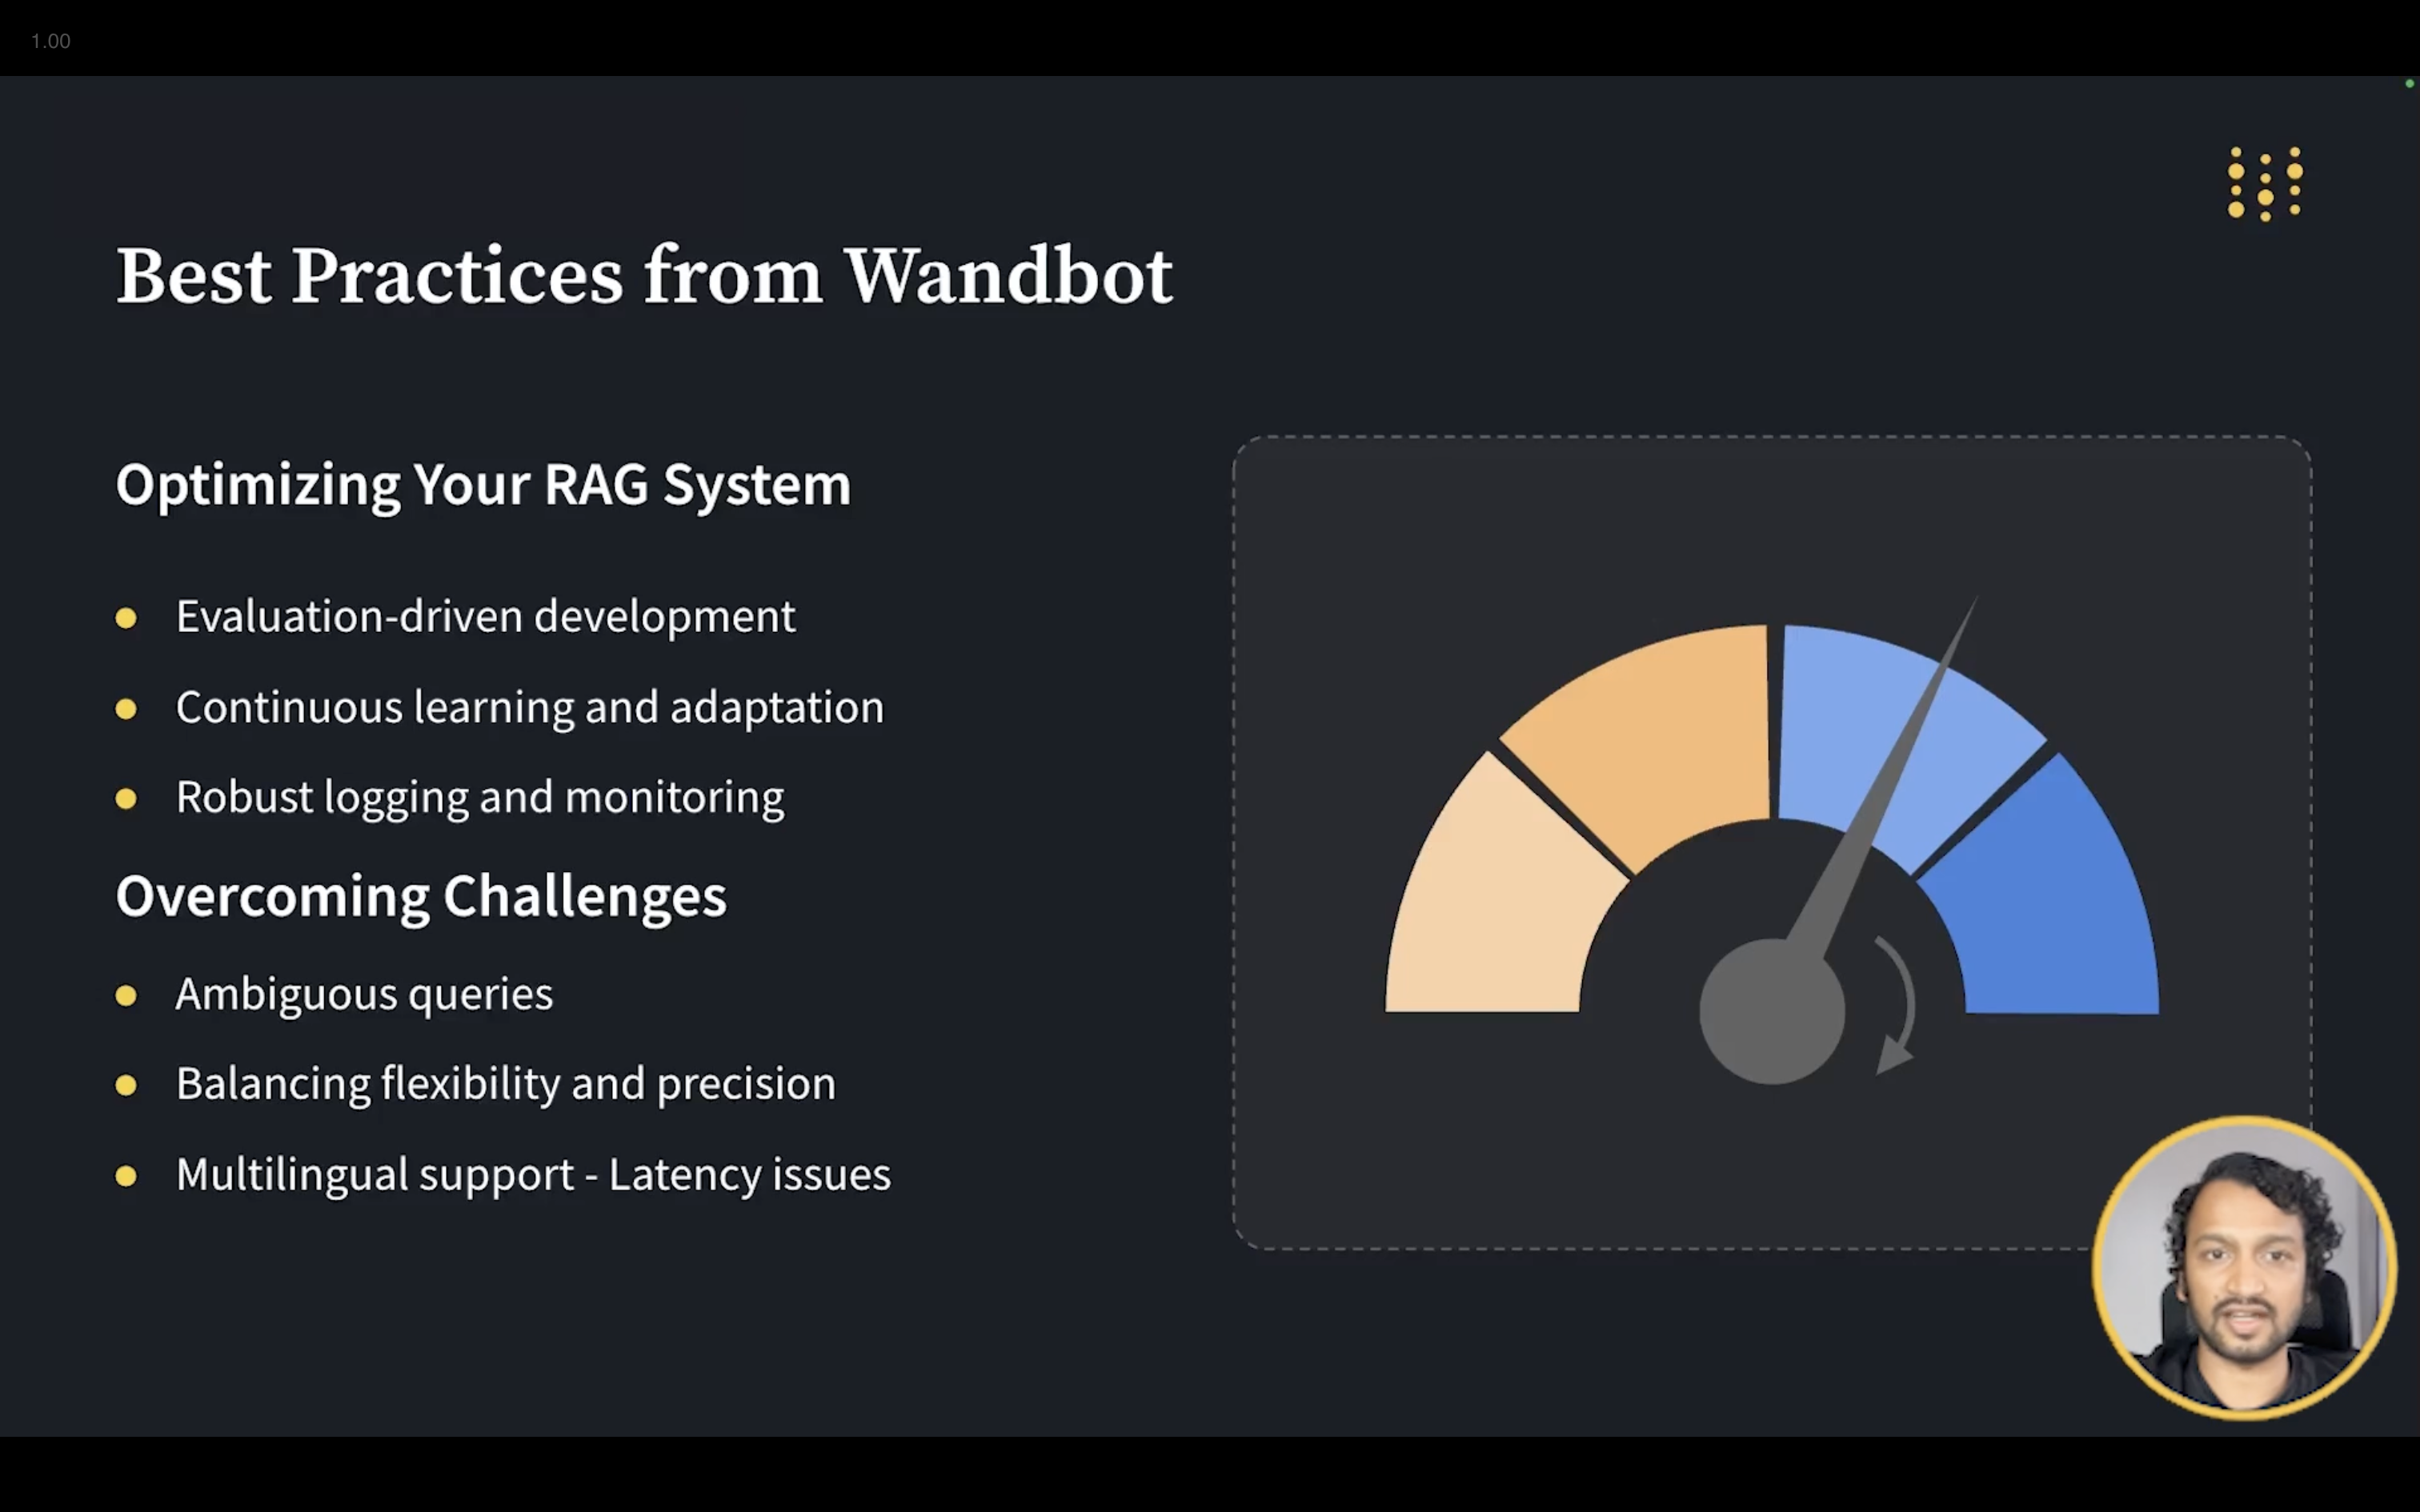 1.00
Best Practices from Wandbot
Optimizing Your RAG System
Evaluation-driven development
Continuous learning and adaptation
Robust logging and monitoring
Overcoming Challenges
Ambiguous queries
Balancing flexibility and precision
Multilingual support - Latency issues